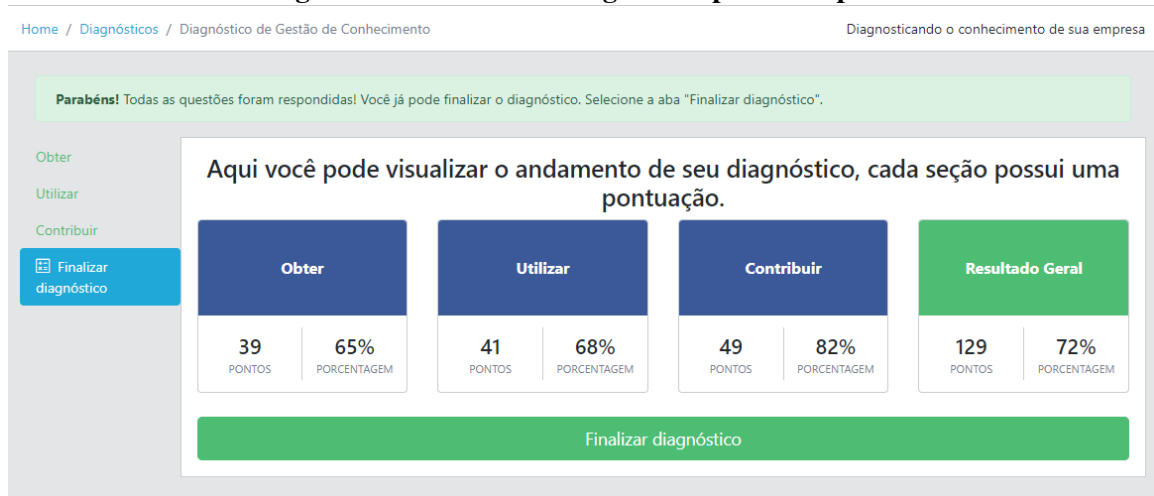 Home / Diagnósticos / Diagnóstico de Gestão de Conhecimento
Diagnosticando o conhecimento de sua empresa
Parabéns! Todas as questões foram respondidas! Você já pode finalizar o diagnóstico. Selecione a aba "Finalizar diagnóstico".
Obter
Utilizar
Contribuir
Finalizar
diagnóstico
Aqui você pode visualizar o andamento de seu diagnóstico, cada seção possui uma
pontuação.
Obter
39
PONTOS
65%
PORCENTAGEM
Utilizar
41
PONTOS
68%
PORCENTAGEM
Contribuir
49
PONTOS
82%
PORCENTAGEM
Resultado Geral
129
PONTOS
72%
PORCENTAGEM
Finalizar diagnóstico